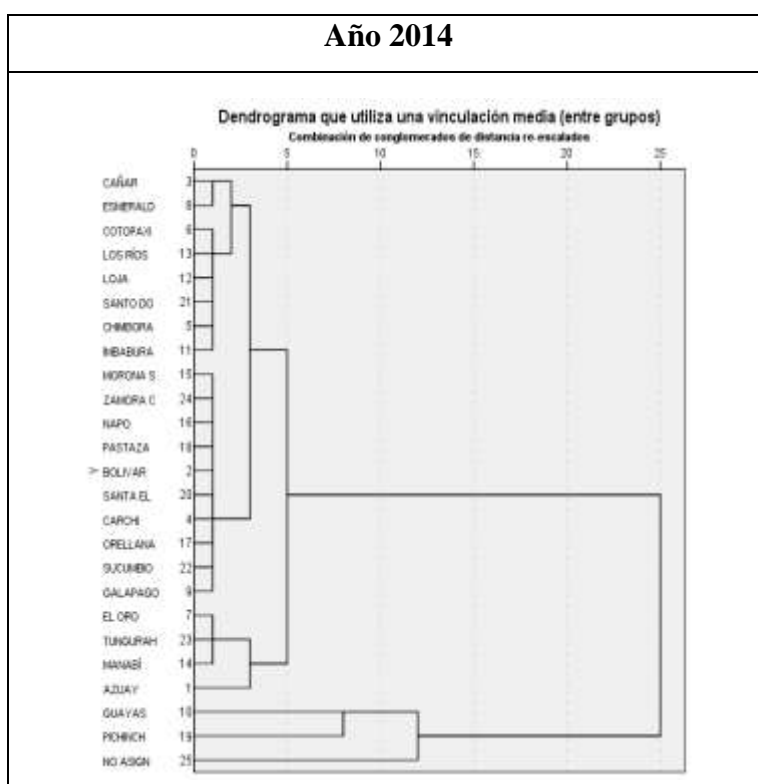 Año 2014
Dendrograma que utiliza una vinculación media (entre grupos)
Combinación de conglomerados de distancia re-escalados
0 5 10 15 20 25
CAÑAR 3
ESMERALD 8
COTOPAXI 6
LOS RÍOS 13
LOJA 12
SANTO DO 21
CHIMBORA 5
IMBABURA 11
MORONA S 15
ZAMORA C 24
NAPO 16
PASTAZA 18
> BOLIVAR 2
SANTA EL 20
CARCHI 4
ORELLANA 17
SUCUMBIO 22
GALAPAGO 9
EL ORO 7
TUNGURAH 23
MANABÍ 14
AZUAY 1
GUAYAS 10
PICHINCH 19
NO ASIGN 25